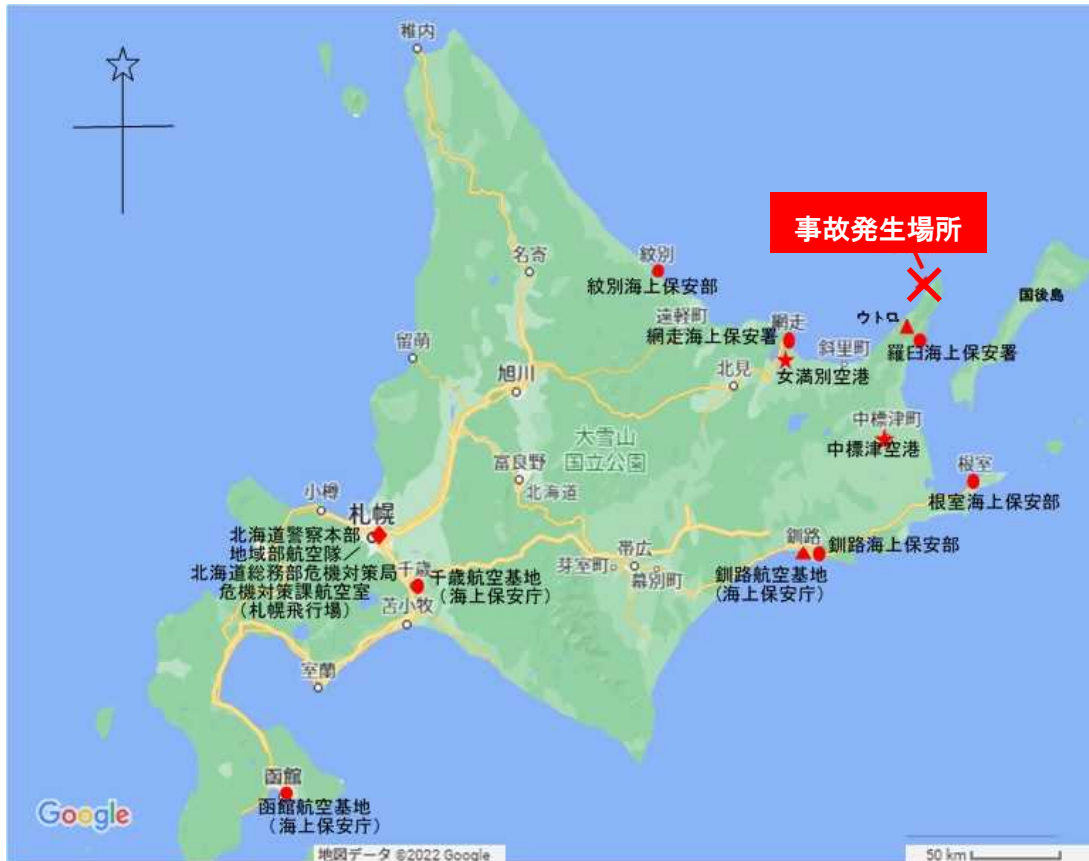 稚内
事故発生場所
名寄
紋別
紋別海上保安部
国後島
ウトロ
遠軽町
網走
網走海上保安署
斜里町
羅臼海上保安署
留萌
旭川
北見
女満別空港
大雪山
国立公園
中標津町
中標津空港
富良野
北海道
根室
根室海上保安部
小樽
札幌
北海道警察本部
地域部航空隊／
北海道総務部危機対策局
危機対策課航空室
（札幌飛行場）
千歳
千歳航空基地
（海上保安庁）
苫小牧
芽室町
帯広
幕別町
釧路
釧路海上保安部
釧路航空基地
(海上保安庁)
室蘭
函館
函館航空基地
（海上保安庁）
Google
地図データ ©2022 Google
50 km